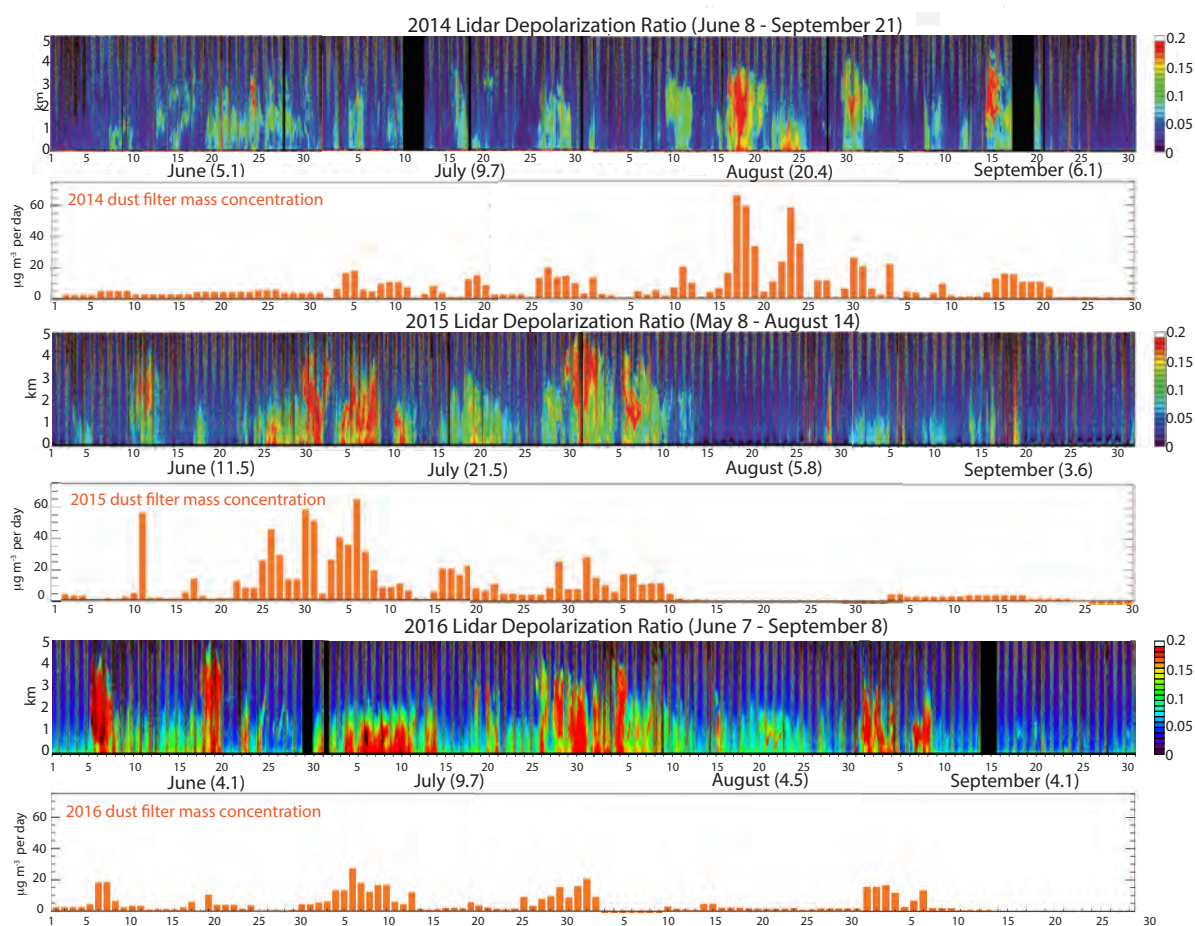 2014 Lidar Depolarization Ratio (June 8 - September 21)
5
4
3
2
1
0
km
0.2
0.15
0.1
0.05
0
1 5 10 15 20 25 30 5 10 15 20 25 30 5 10 15 20 25 30 5 10 15 20 30
June (5.1) July (9.7) August (20.4) September (6.1)
2014 dust filter mass concentration
60
40
20
0
µg m⁻³ per day
1 5 10 15 20 25 30 5 10 15 20 25 30 5 10 15 20 25 30 5 10 15 20 30
2015 Lidar Depolarization Ratio (May 8 - August 14)
5
4
3
2
1
0
km
0.2
0.15
0.1
0.05
0
1 5 10 15 20 25 30 5 10 15 20 25 30 5 10 15 20 25 30 5 10 15 20 25 30
June (11.5) July (21.5) August (5.8) September (3.6)
2015 dust filter mass concentration
60
40
20
0
µg m⁻³ per day
1 5 10 15 20 25 30 5 10 15 20 25 30 5 10 15 20 25 30 5 10 15 20 25 30
2016 Lidar Depolarization Ratio (June 7 - September 8)
5
4
3
2
1
0
km
0.2
0.15
0.1
0.05
0
1 5 10 15 20 25 30 5 10 15 20 25 30 5 10 15 20 25 30 5 10 15 20 25 30
June (4.1) July (9.7) August (4.5) September (4.1)
2016 dust filter mass concentration
60
40
20
0
µg m⁻³ per day
1 5 10 15 20 25 30 5 10 15 20 25 30 5 10 15 20 25 30 5 10 15 20 28 30